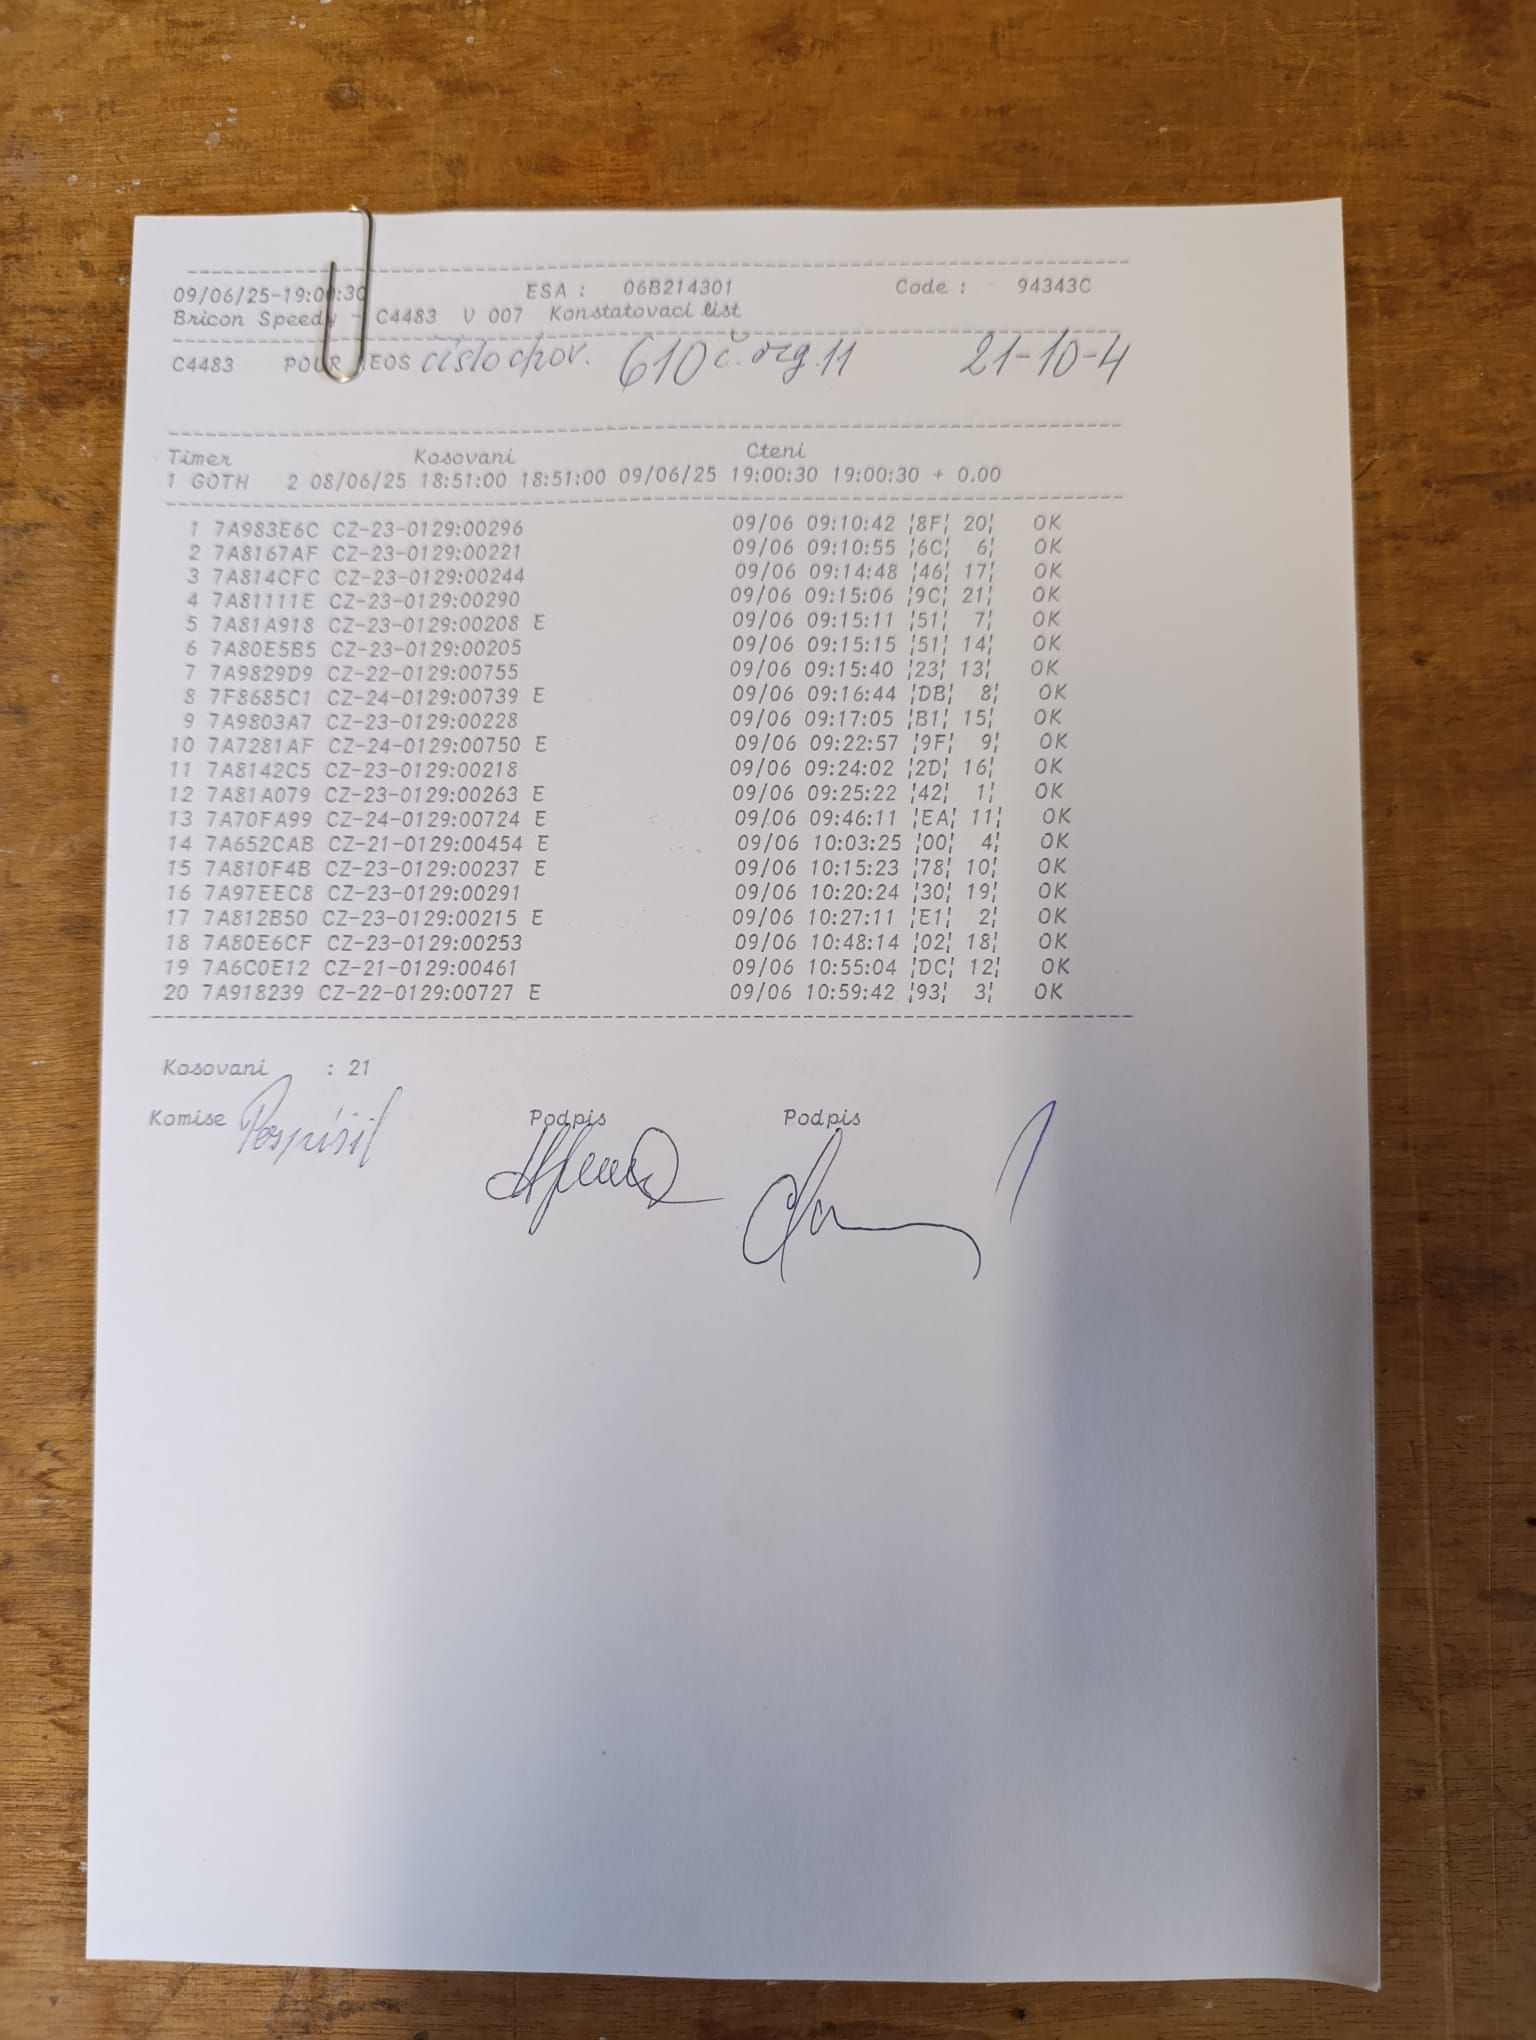 09/06/25-19:00:30 ESA : 06B214301 Code : 94343C
Bricon Speedy - C4483 V 007 Konstatovaci list
C4483 POUR EOS číslo chov. 610 č. org. 11 21-10-4
Timer Kosovani Cteni
1 GOTH 2 08/06/25 18:51:00 18:51:00 09/06/25 19:00:30 19:00:30 + 0.00
1 7A983E6C CZ-23-0129:00296 09/06 09:10:42 ¦8F¦ 20¦ OK
2 7A8167AF CZ-23-0129:00221 09/06 09:10:55 ¦6C¦ 6¦ OK
3 7A814CFC CZ-23-0129:00244 09/06 09:14:48 ¦46¦ 17¦ OK
4 7A81111E CZ-23-0129:00290 09/06 09:15:06 ¦9C¦ 21¦ OK
5 7A81A918 CZ-23-0129:00208 E 09/06 09:15:11 ¦51¦ 7¦ OK
6 7A80E5B5 CZ-23-0129:00205 09/06 09:15:15 ¦51¦ 14¦ OK
7 7A9829D9 CZ-22-0129:00755 09/06 09:15:40 ¦23¦ 13¦ OK
8 7F8685C1 CZ-24-0129:00739 E 09/06 09:16:44 ¦DB¦ 8¦ OK
9 7A9803A7 CZ-23-0129:00228 09/06 09:17:05 ¦B1¦ 15¦ OK
10 7A7281AF CZ-24-0129:00750 E 09/06 09:22:57 ¦9F¦ 9¦ OK
11 7A8142C5 CZ-23-0129:00218 09/06 09:24:02 ¦2D¦ 16¦ OK
12 7A81A079 CZ-23-0129:00263 E 09/06 09:25:22 ¦42¦ 1¦ OK
13 7A70FA99 CZ-24-0129:00724 E 09/06 09:46:11 ¦EA¦ 11¦ OK
14 7A652CAB CZ-21-0129:00454 E 09/06 10:03:25 ¦00¦ 4¦ OK
15 7A810F4B CZ-23-0129:00237 E 09/06 10:15:23 ¦78¦ 10¦ OK
16 7A97EEC8 CZ-23-0129:00291 09/06 10:20:24 ¦30¦ 19¦ OK
17 7A812B50 CZ-23-0129:00215 E 09/06 10:27:11 ¦E1¦ 2¦ OK
18 7A80E6CF CZ-23-0129:00253 09/06 10:48:14 ¦02¦ 18¦ OK
19 7A6C0E12 CZ-21-0129:00461 09/06 10:55:04 ¦DC¦ 12¦ OK
20 7A918239 CZ-22-0129:00727 E 09/06 10:59:42 ¦93¦ 3¦ OK
Kosovani : 21
Komise Pospíšil Podpis Podpis